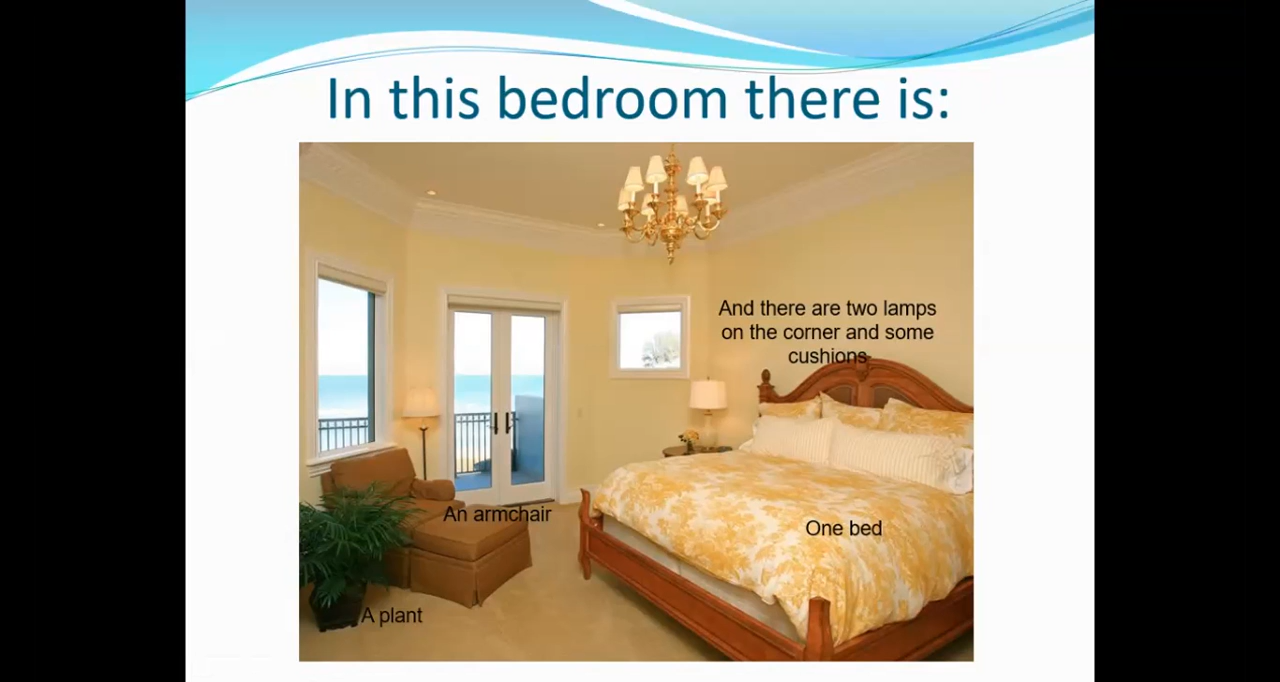 In this bedroom there is:
And there are two lamps
on the corner and some
cushions
An armchair
One bed
A plant